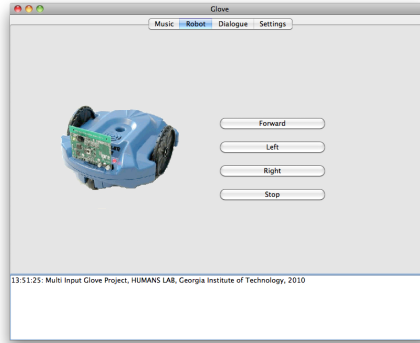 Glove
Music Robot Dialogue Settings
Forward
Left
Right
Stop
13:51:25: Multi Input Glove Project, HUMANS LAB, Georgia Institute of Technology, 2010